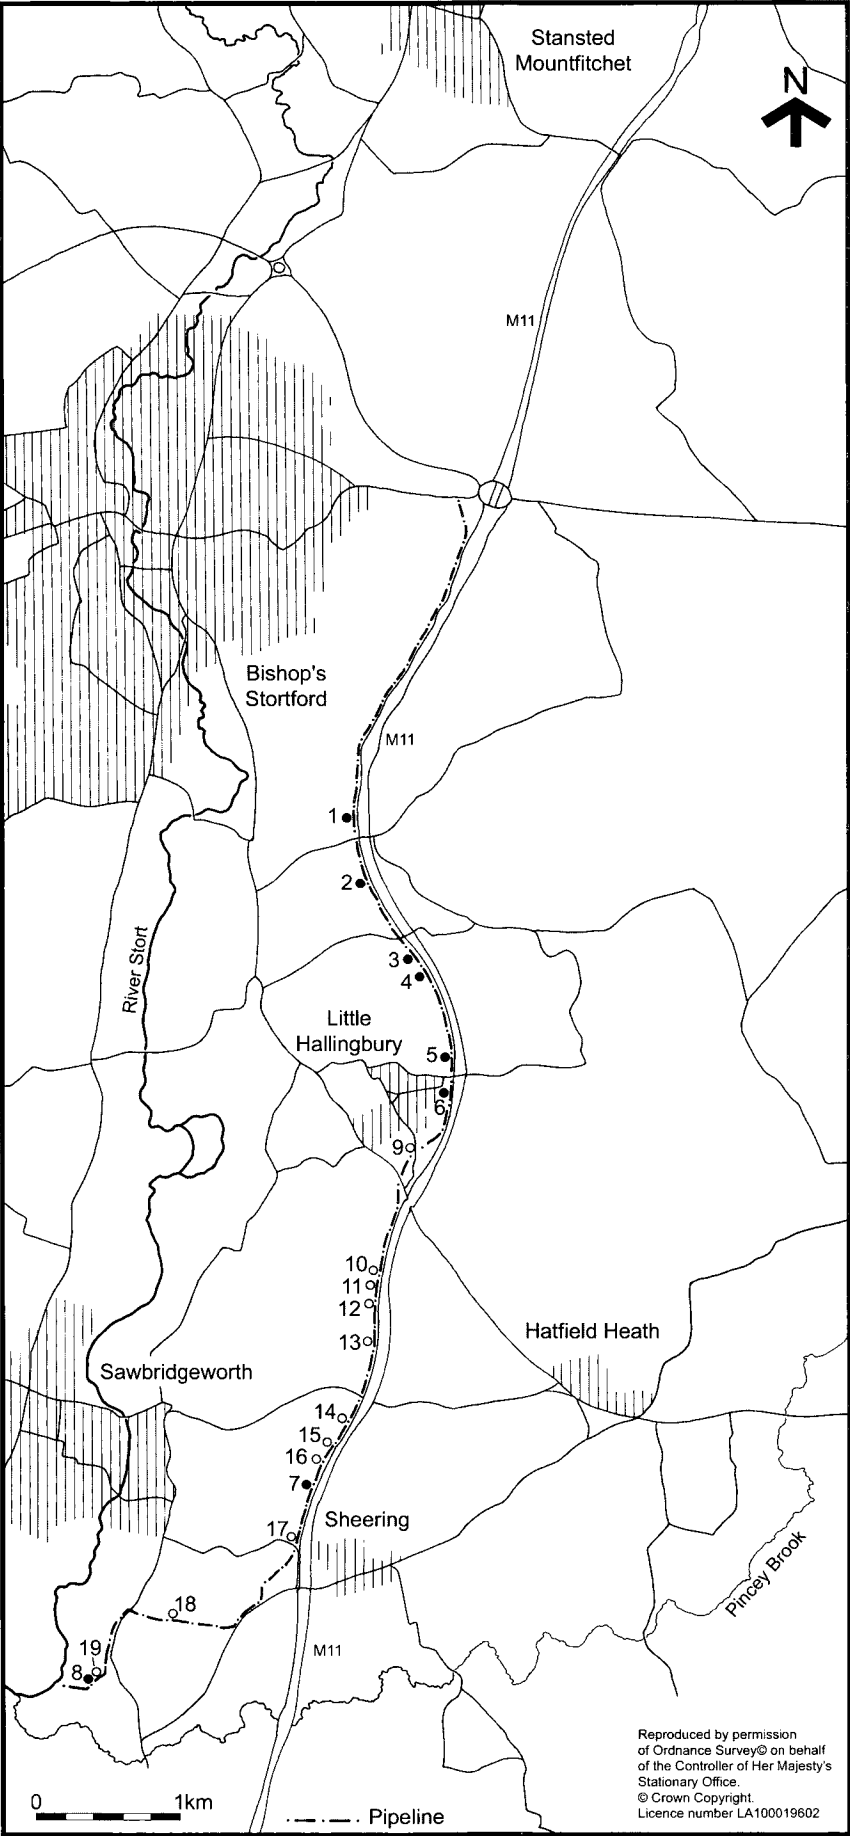 Stansted
Mountfitchet
N
M11
Bishop's
Stortford
M11
1
2
River Stort
3
4
Little
Hallingbury
5
6
9
10
11
12
13
Hatfield Heath
Sawbridgeworth
14
15
16
7
17
Sheering
Pincey Brook
18
19
8
M11
Reproduced by permission
of Ordnance Survey© on behalf
of the Controller of Her Majesty's
Stationary Office.
© Crown Copyright.
Licence number LA100019602
0 1km
Pipeline